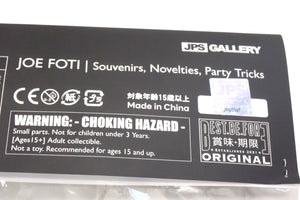 JPS GALLERY
JOE FOTI | Souvenirs, Novelties, Party Tricks
対象年齢15歳以上
Made in China
JPS
WARNING: - CHOKING HAZARD -
Small parts. Not for children under 3 Years.
[Ages15+] Adult collectible.
Not a toy. Recommended for ages 15 and up.
BEST.BEFORE
賞味・期限
ORIGINAL